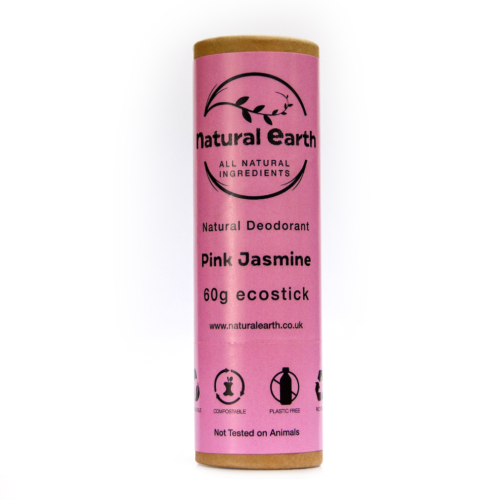 Natural Earth
ALL NATURAL
INGREDIENTS
Natural Deodorant
Pink Jasmine
60g ecostick
www.naturalearth.co.uk
COMPOSTABLE
PLASTIC FREE
Not Tested on Animals